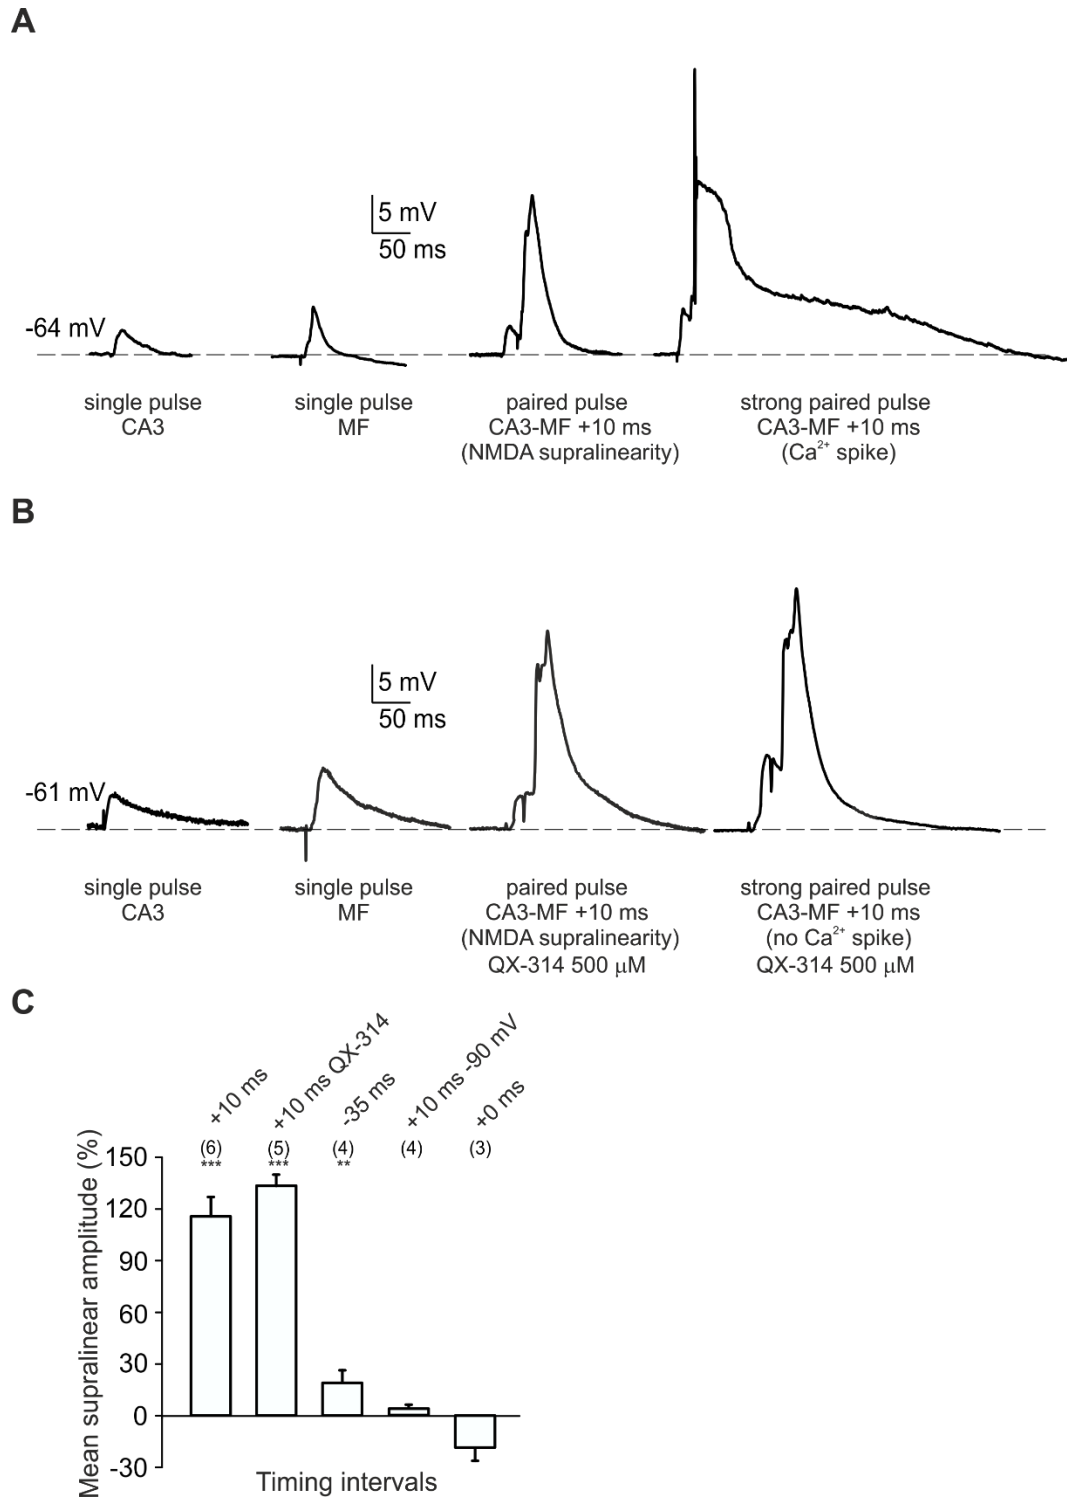 A
5 mV
50 ms
-64 mV
single pulse
CA3
single pulse
MF
paired pulse
CA3-MF +10 ms
(NMDA supralinearity)
strong paired pulse
CA3-MF +10 ms
(Ca²⁺ spike)
B
5 mV
50 ms
-61 mV
single pulse
CA3
single pulse
MF
paired pulse
CA3-MF +10 ms
(NMDA supralinearity)
QX-314 500 μM
strong paired pulse
CA3-MF +10 ms
(no Ca²⁺ spike)
QX-314 500 μM
C
+10 ms
+10 ms QX-314
-35 ms
+10 ms -90 mV
+0 ms
(6) (5) (4) (4) (3)
*** *** **
Mean supralinear amplitude (%)
150
120
90
60
30
0
-30
Timing intervals